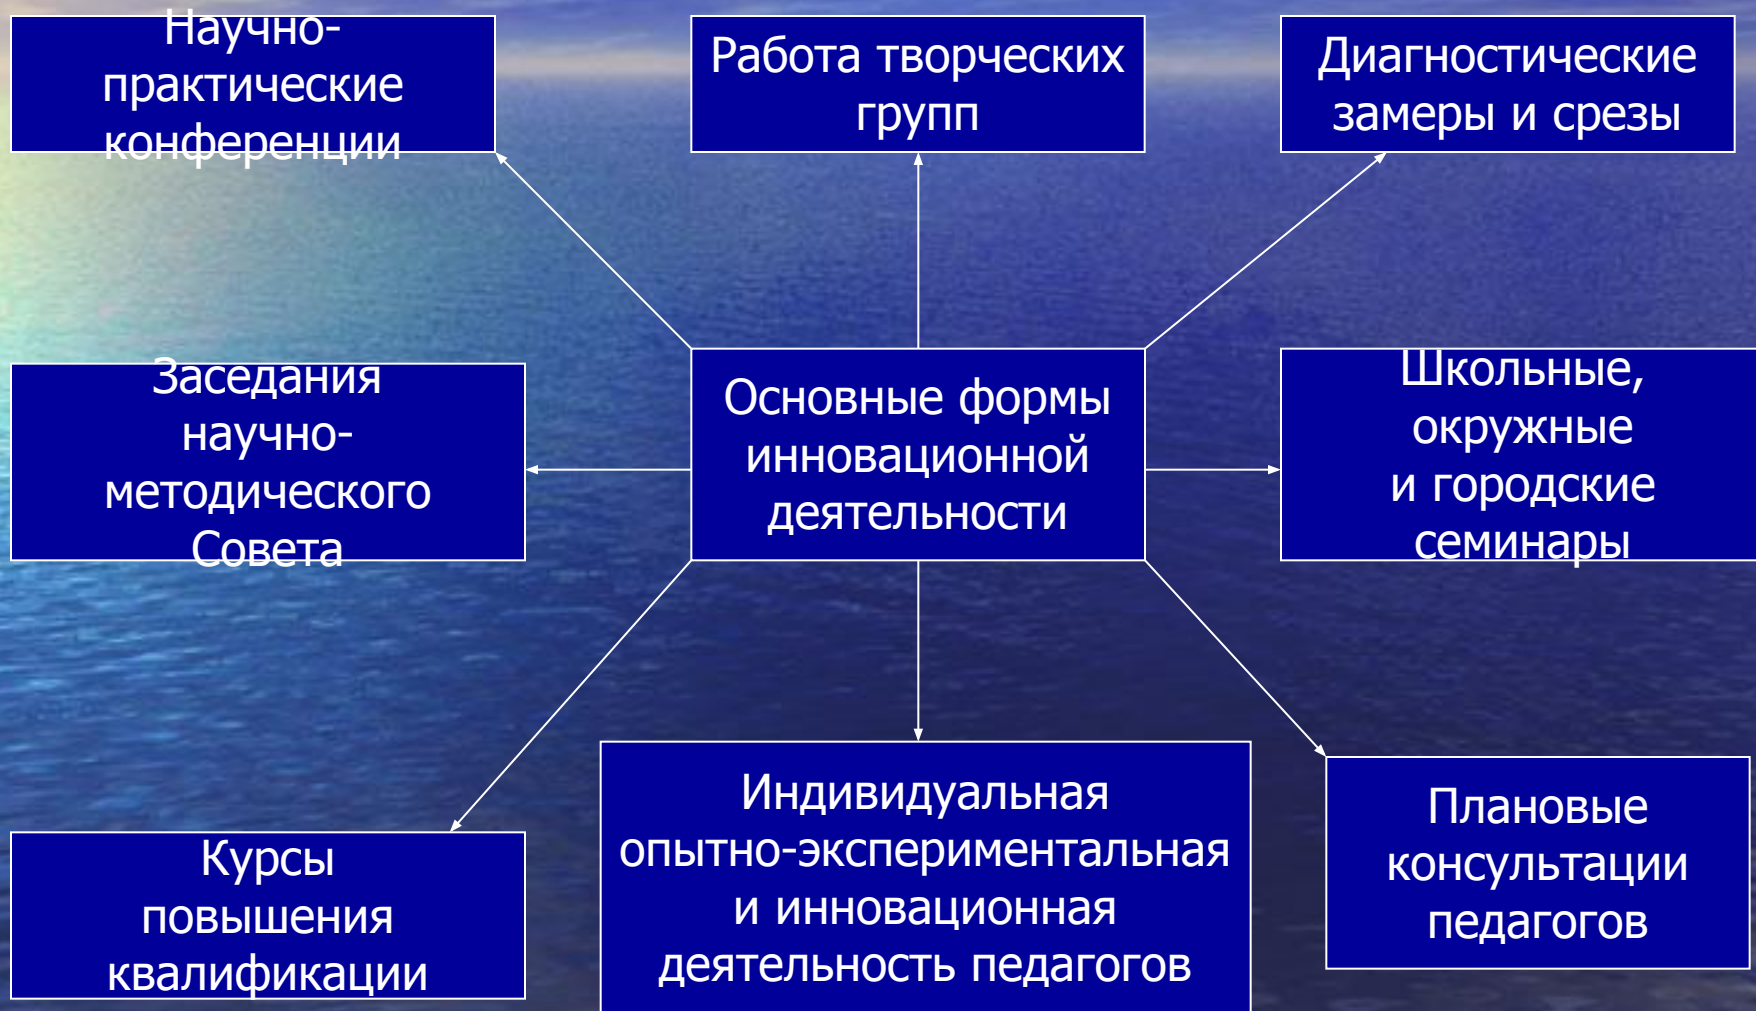 Научно-
практические
конференции
Работа творческих
групп
Диагностические
замеры и срезы
Заседания
научно-
методического
Совета
Основные формы
инновационной
деятельности
Школьные,
окружные
и городские
семинары
Курсы
повышения
квалификации
Индивидуальная
опытно-экспериментальная
и инновационная
деятельность педагогов
Плановые
консультации
педагогов